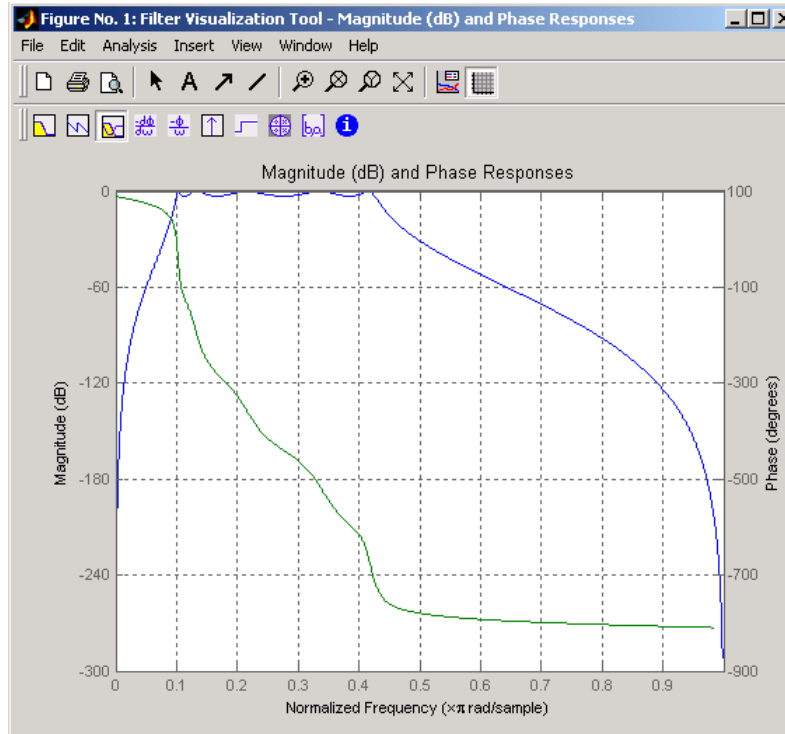 Figure No. 1: Filter Visualization Tool - Magnitude (dB) and Phase Responses
File Edit Analysis Insert View Window Help
A
-dϕ
dω
-ϕ
ω
[b,a]
i
Magnitude (dB) and Phase Responses
0
-60
-120
-180
-240
-300
Magnitude (dB)
100
-100
-300
-500
-700
-900
Phase (degrees)
0 0.1 0.2 0.3 0.4 0.5 0.6 0.7 0.8 0.9
Normalized Frequency (×π rad/sample)